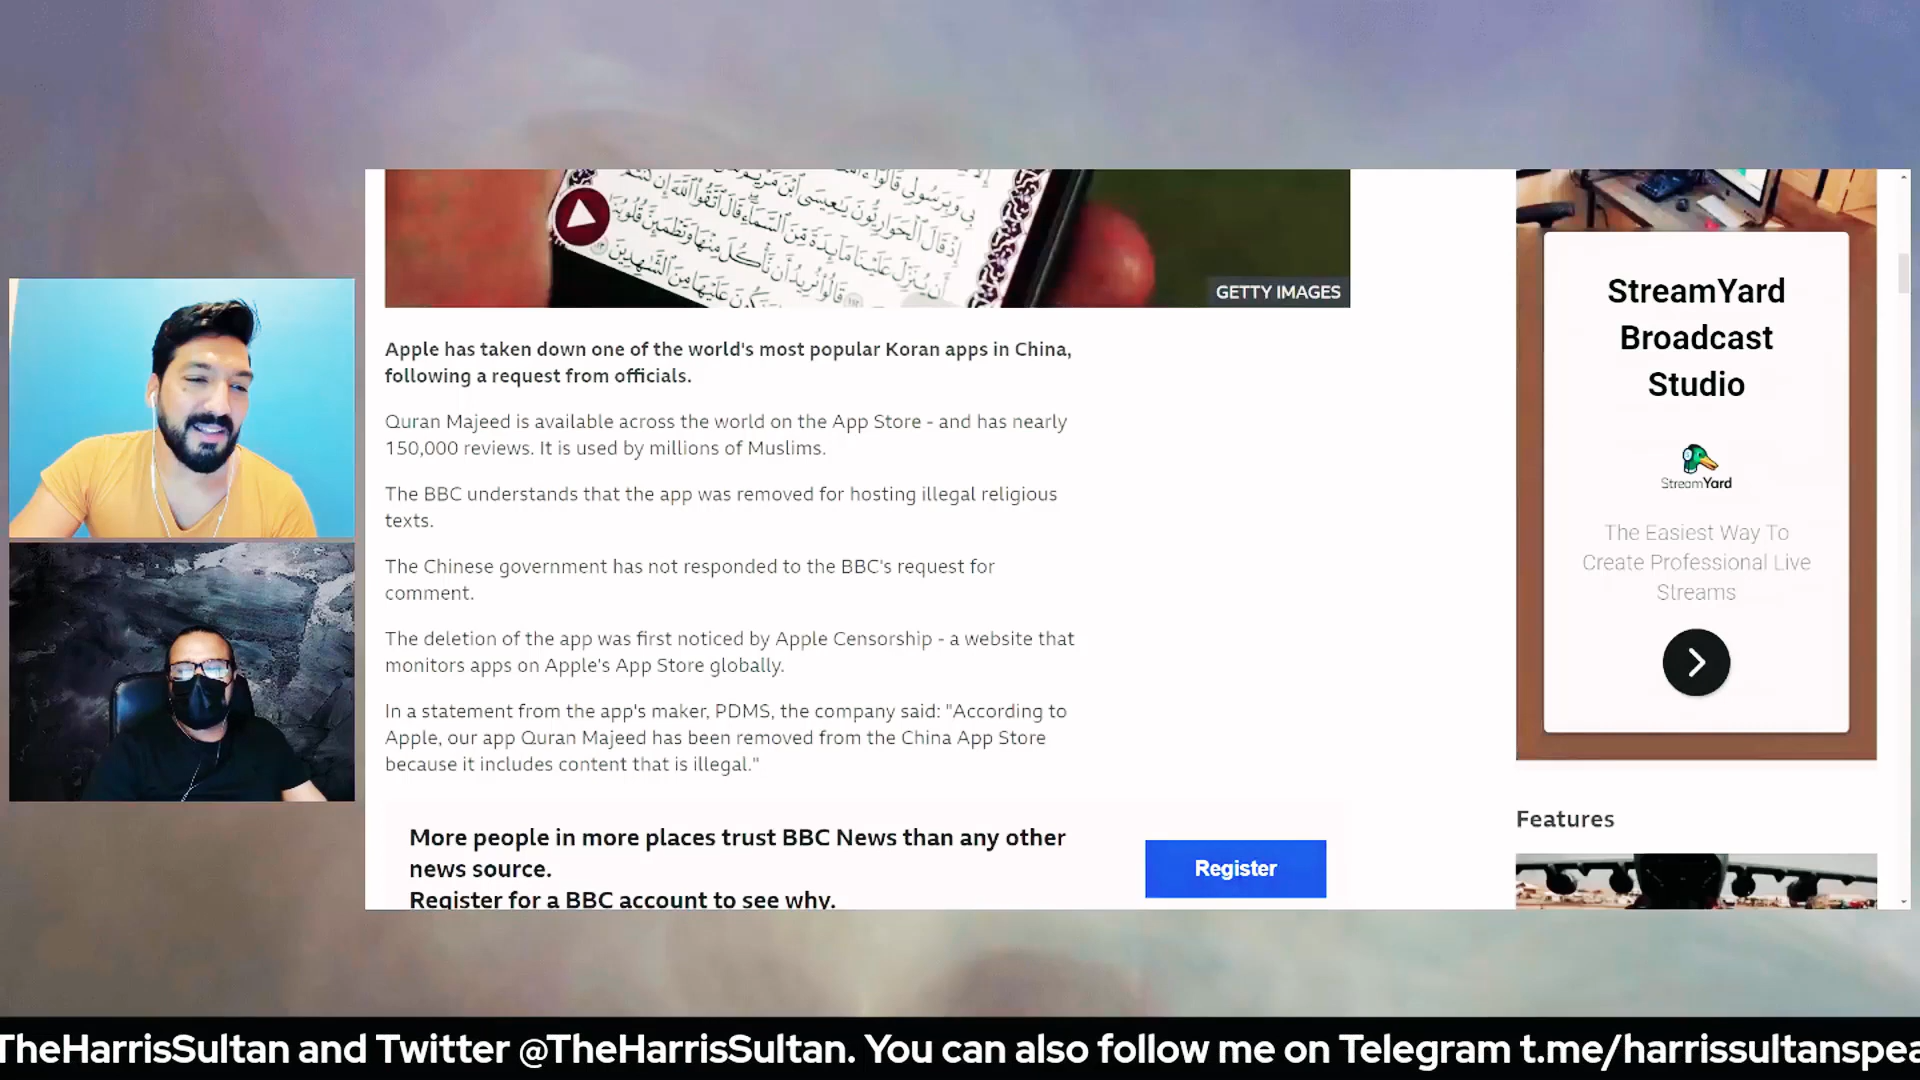 GETTY IMAGES
Apple has taken down one of the world's most popular Koran apps in China,
following a request from officials.
Quran Majeed is available across the world on the App Store - and has nearly
150,000 reviews. It is used by millions of Muslims.
The BBC understands that the app was removed for hosting illegal religious
texts.
The Chinese government has not responded to the BBC's request for
comment.
The deletion of the app was first noticed by Apple Censorship - a website that
monitors apps on Apple's App Store globally.
In a statement from the app's maker, PDMS, the company said: "According to
Apple, our app Quran Majeed has been removed from the China App Store
because it includes content that is illegal."
More people in more places trust BBC News than any other
news source.
Register for a BBC account to see why.
Register
StreamYard
Broadcast
Studio
StreamYard
The Easiest Way To
Create Professional Live
Streams
Features
TheHarrisSultan and Twitter @TheHarrisSultan. You can also follow me on Telegram t.me/harrissultanspea